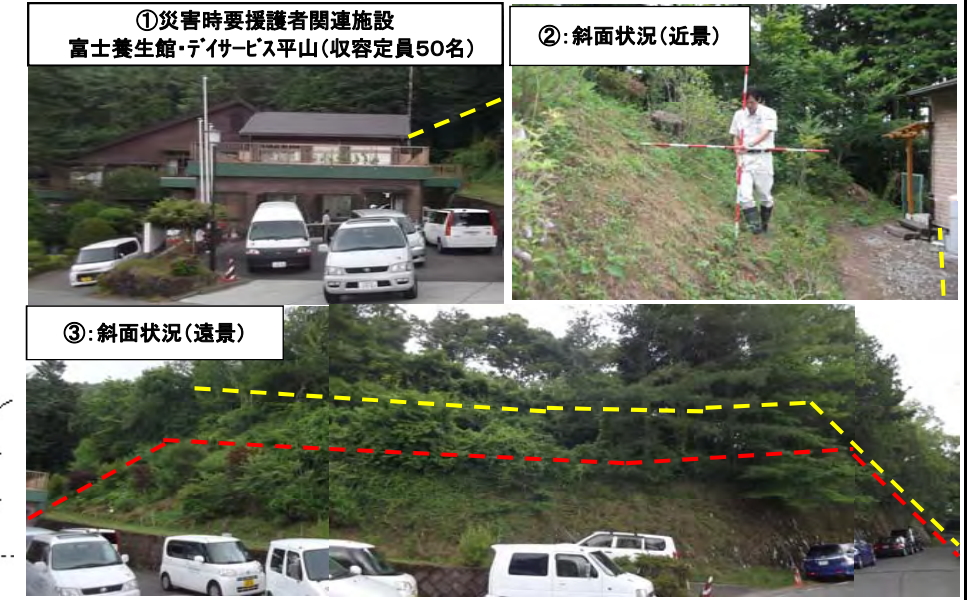 ①災害時要援護者関連施設
富士養生館・デイサービス平山(収容定員50名)
②:斜面状況(近景)
③:斜面状況(遠景)